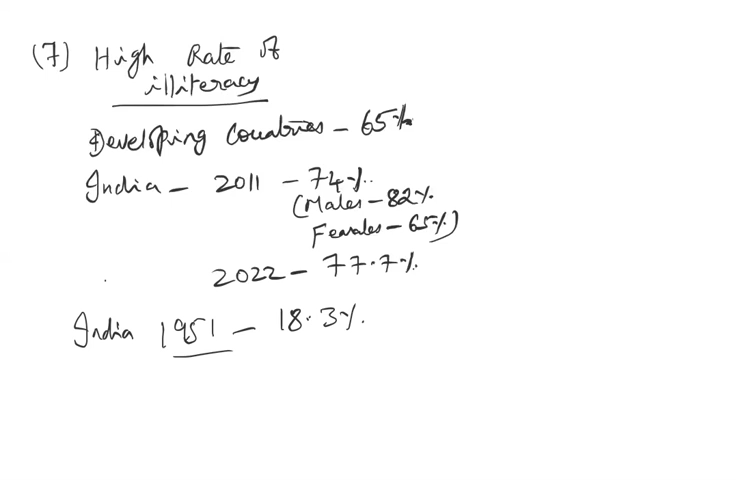 (7) High Rate of
illiteracy
Developing Countries - 65%
India - 2011 - 74%.
(Males - 82%
Females - 65%)
2022 - 77.7%
India 1951 - 18.3%